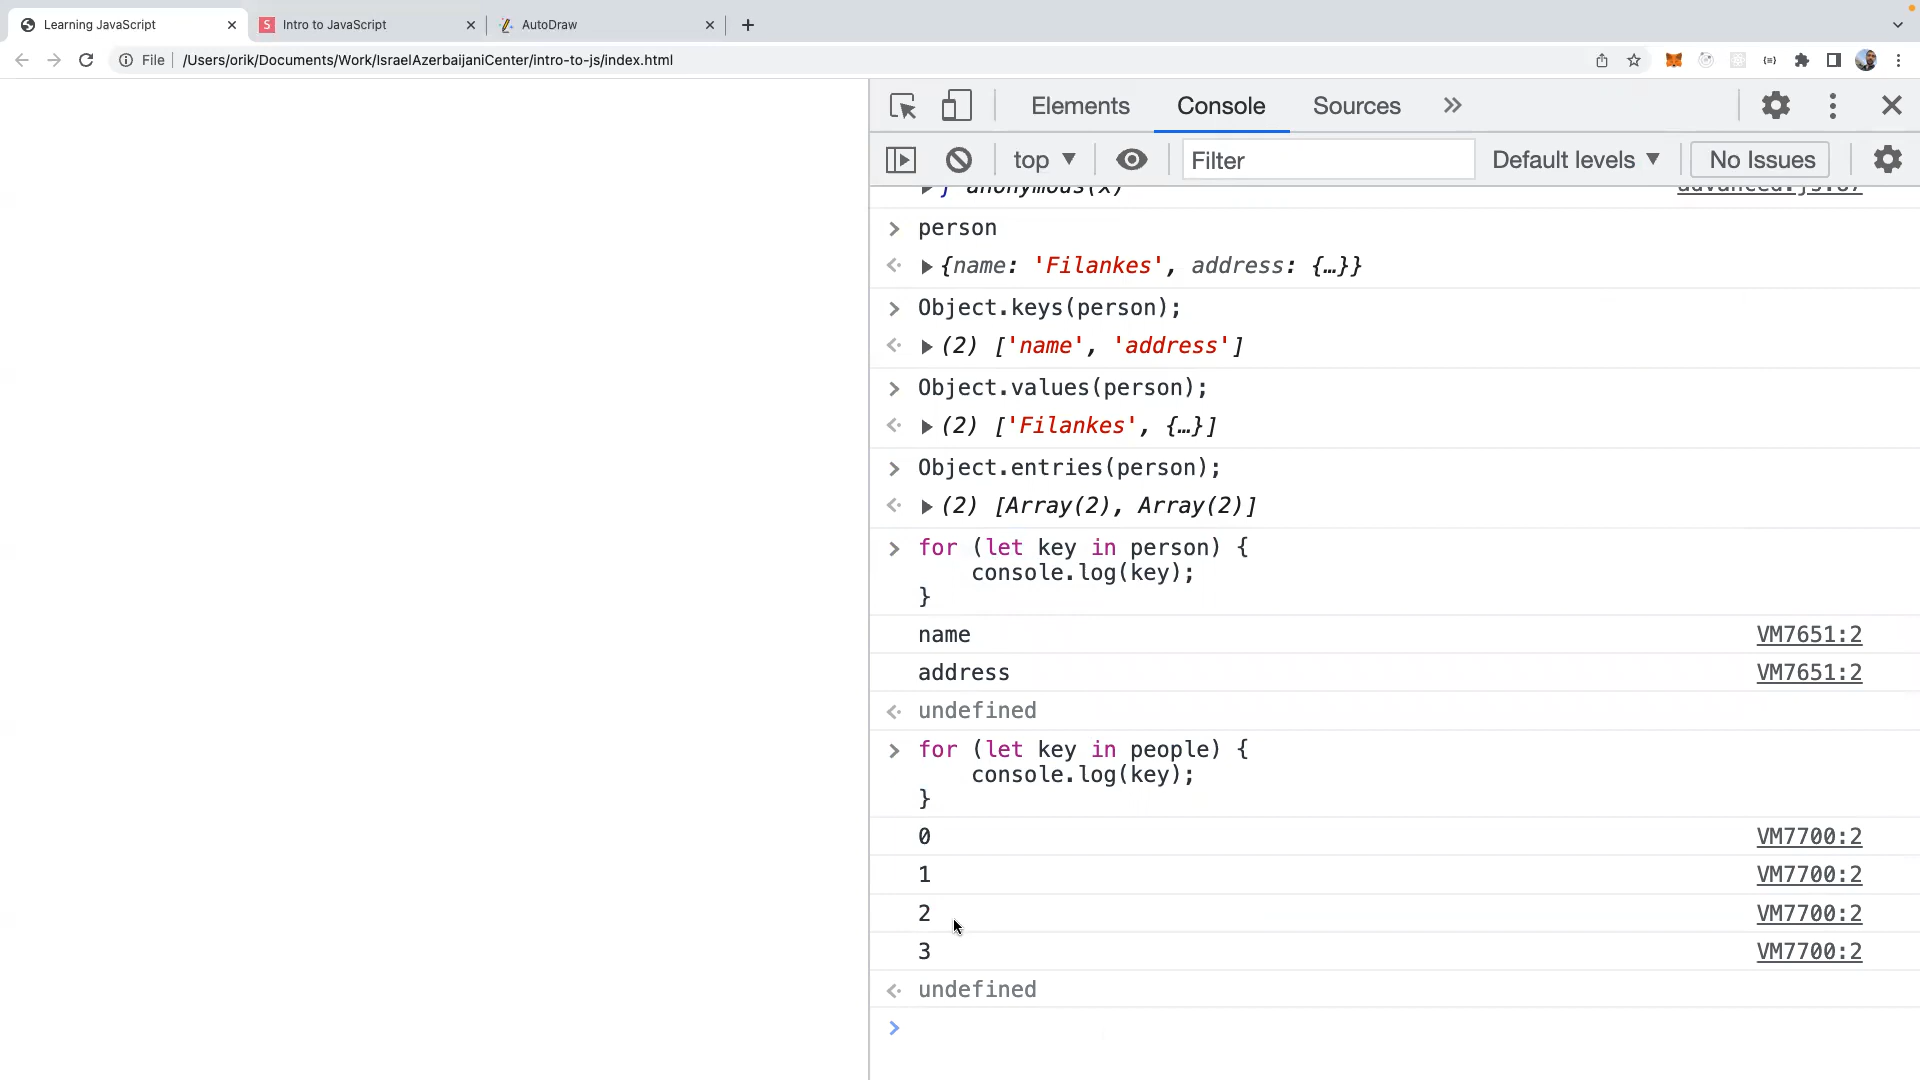 Learning JavaScript
S Intro to JavaScript
AutoDraw
File /Users/orik/Documents/Work/IsraelAzerbaijaniCenter/intro-to-js/index.html
Elements Console Sources
top Filter Default levels No Issues
> person
{name: 'Filankes', address: {…}}
> Object.keys(person);
(2) ['name', 'address']
> Object.values(person);
(2) ['Filankes', {…}]
> Object.entries(person);
(2) [Array(2), Array(2)]
> for (let key in person) {
console.log(key);
}
name VM7651:2
address VM7651:2
undefined
> for (let key in people) {
console.log(key);
}
0 VM7700:2
1 VM7700:2
2 VM7700:2
3 VM7700:2
undefined
>